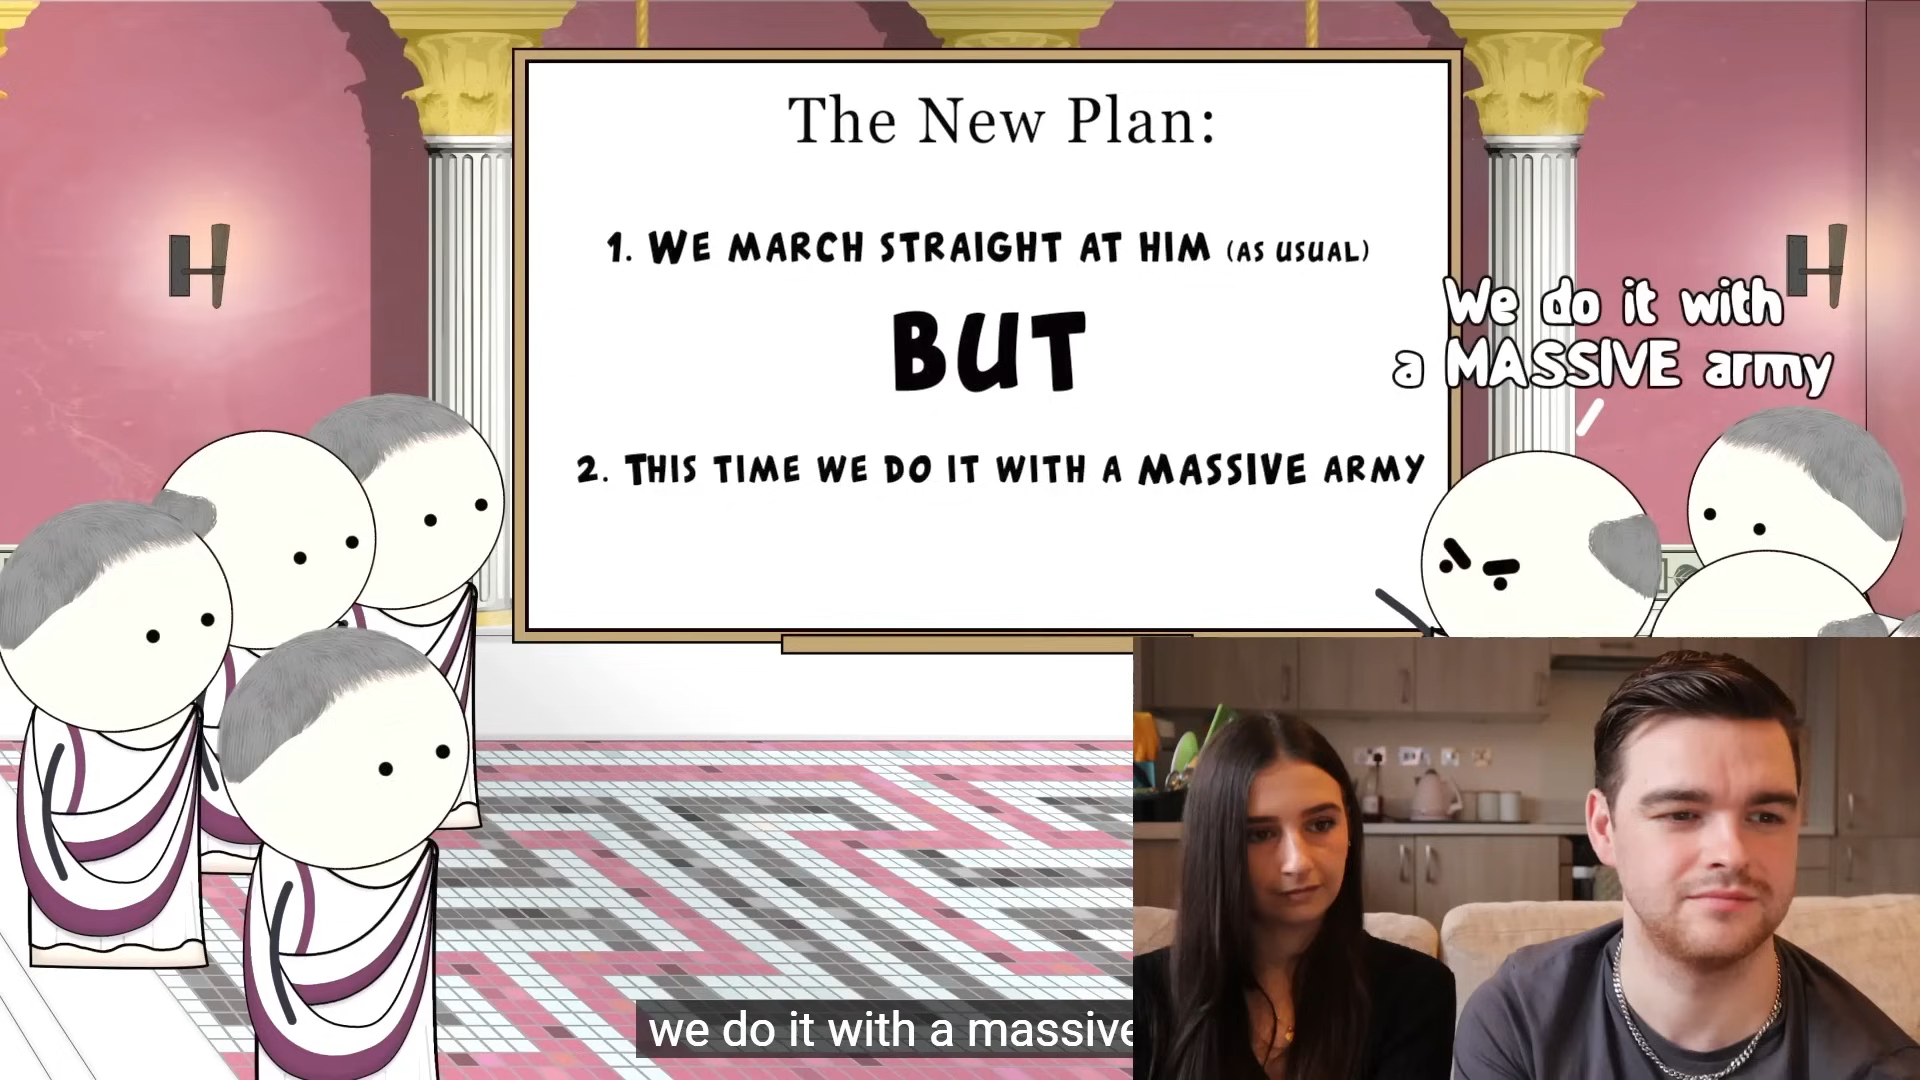 The New Plan:
1. WE MARCH STRAIGHT AT HIM (AS USUAL)
BUT
2. THIS TIME WE DO IT WITH A MASSIVE ARMY
We do it with
a MASSIVE army
we do it with a massive